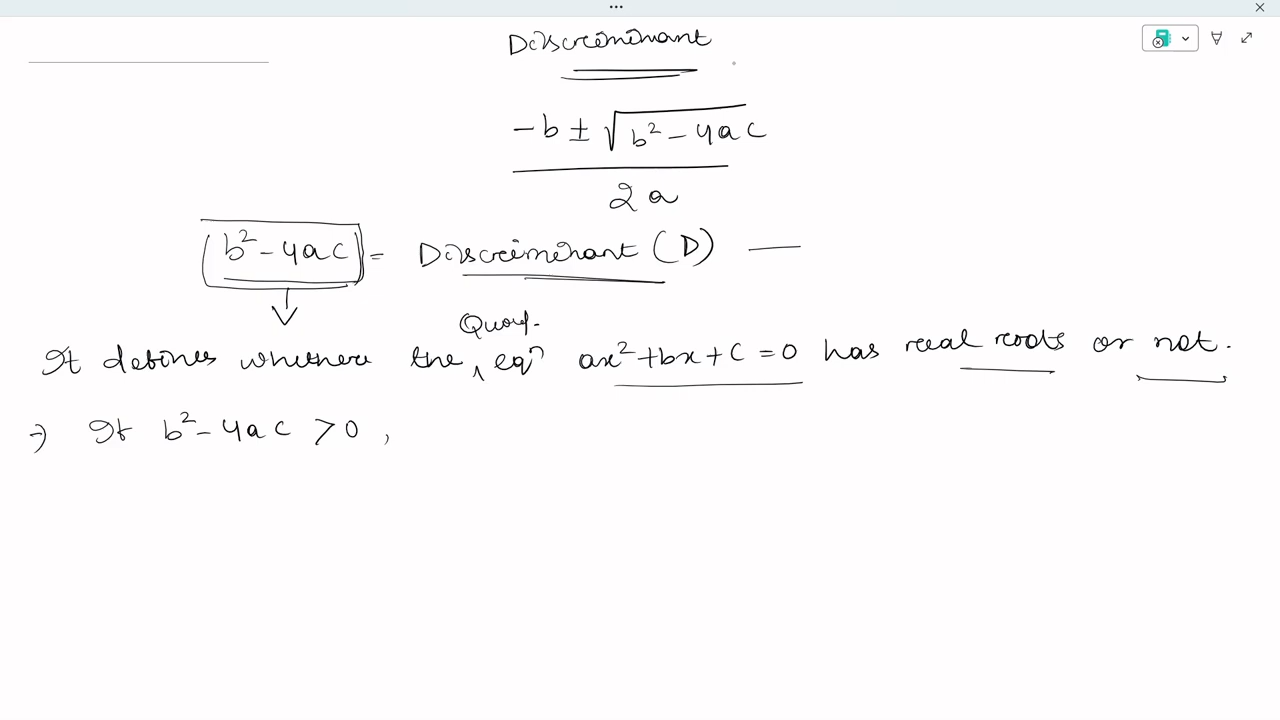 Discriminant
-b ± √b² - 4ac
2a
(b² - 4ac) = Discriminant (D) —
Quad.
It defines whether the ^ eqⁿ ax² + bx + c = 0 has real roots or not.
⇒ If b² - 4ac > 0 ,